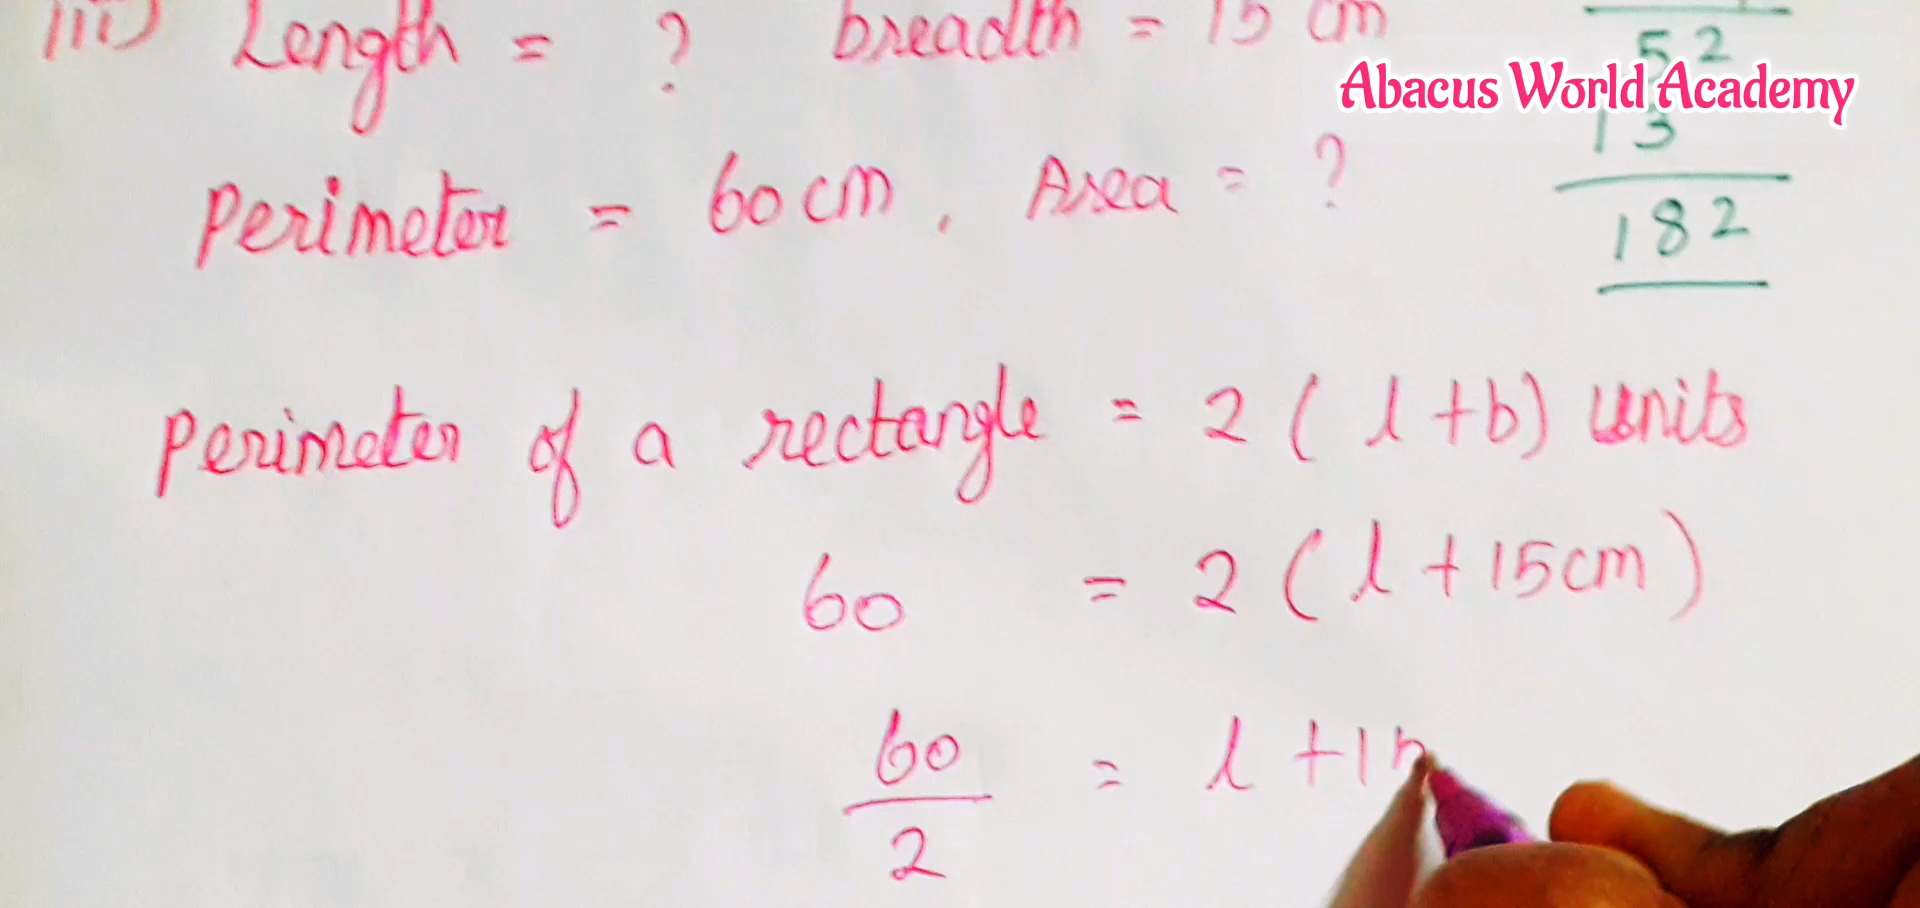 iii) Length = ? breadth = 15 cm
52
Abacus World Academy
13
Perimeter = 60 cm, Area = ?
182
Perimeter of a rectangle = 2 ( l + b) units
60 = 2 ( l + 15cm )
60 = l + 1
2